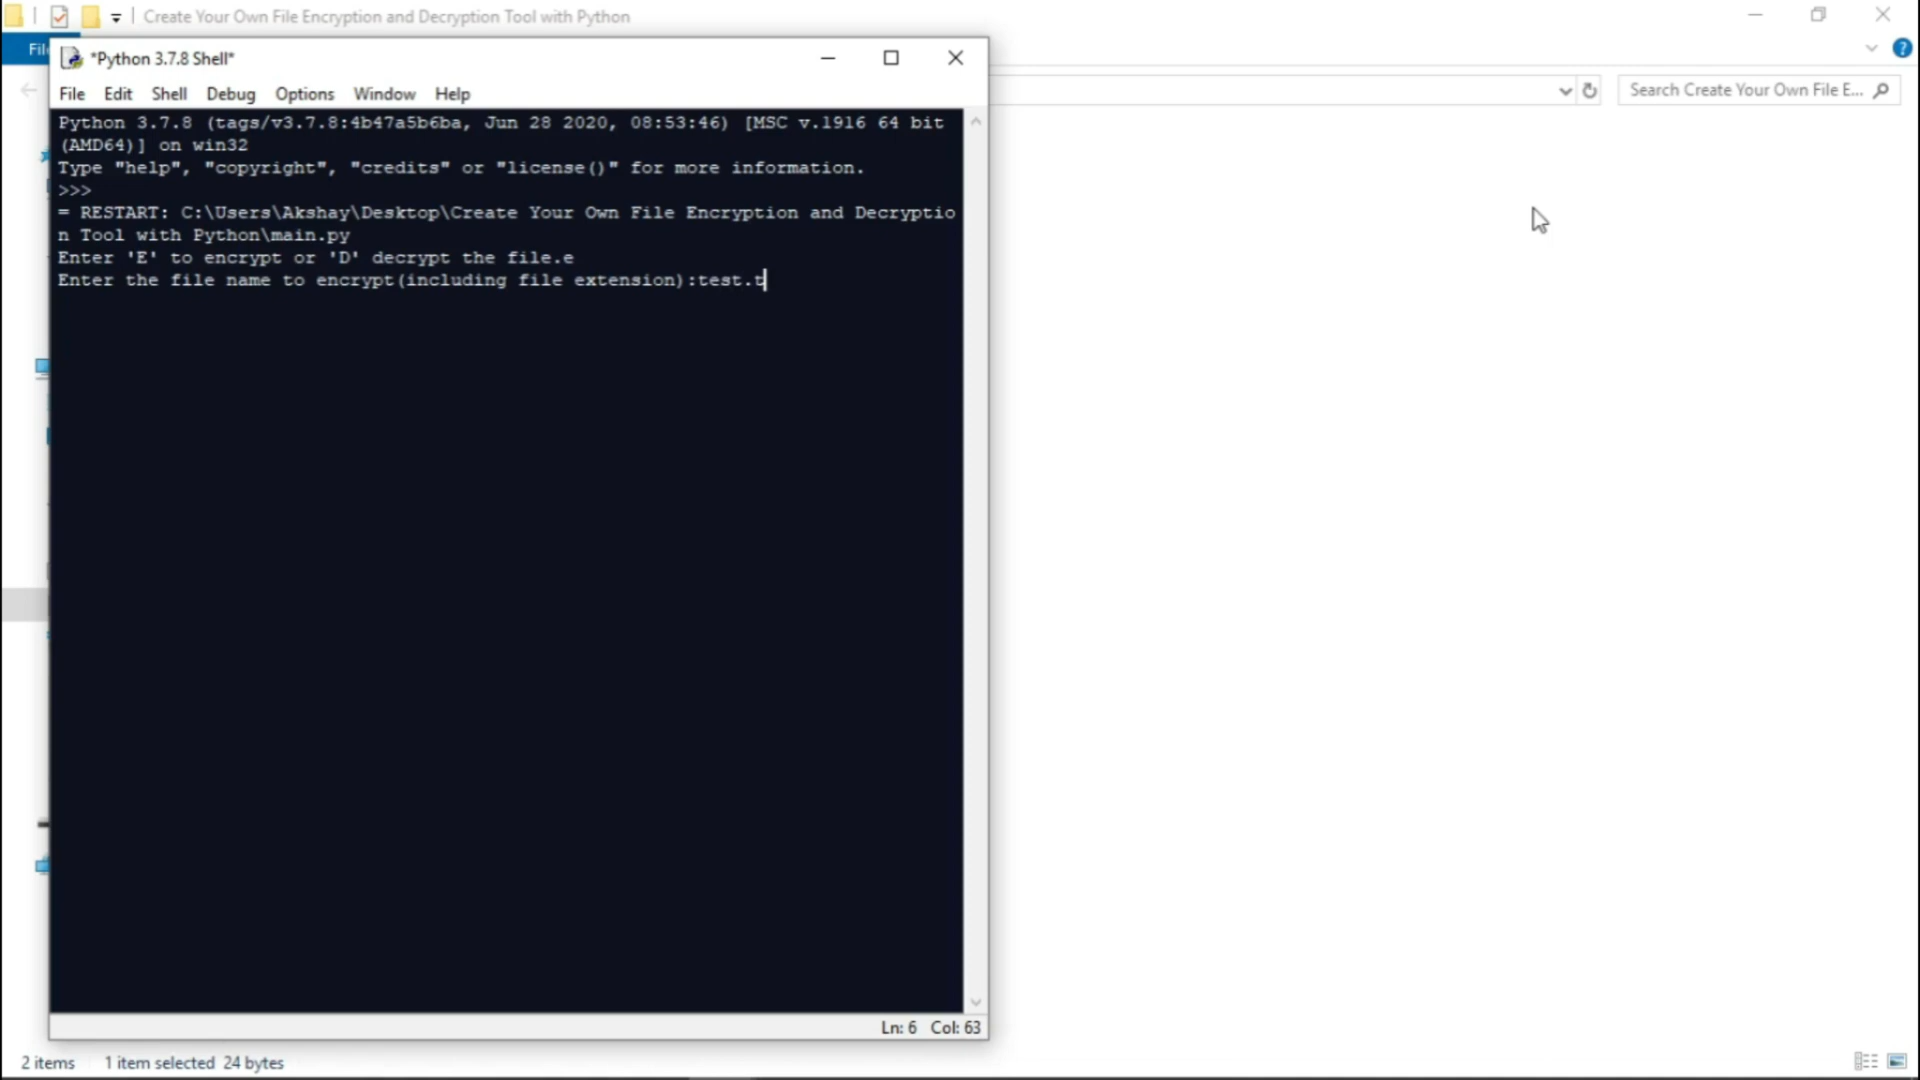 Create Your Own File Encryption and Decryption Tool with Python
*Python 3.7.8 Shell*
File Edit Shell Debug Options Window Help
Search Create Your Own File E...
Python 3.7.8 (tags/v3.7.8:4b47a5b6ba, Jun 28 2020, 08:53:46) [MSC v.1916 64 bit
(AMD64)] on win32
Type "help", "copyright", "credits" or "license()" for more information.
>>>
= RESTART: C:\Users\Akshay\Desktop\Create Your Own File Encryption and Decryptio
n Tool with Python\main.py
Enter 'E' to encrypt or 'D' decrypt the file.e
Enter the file name to encrypt(including file extension):test.t
Ln: 6 Col: 63
2 items 1 item selected 24 bytes